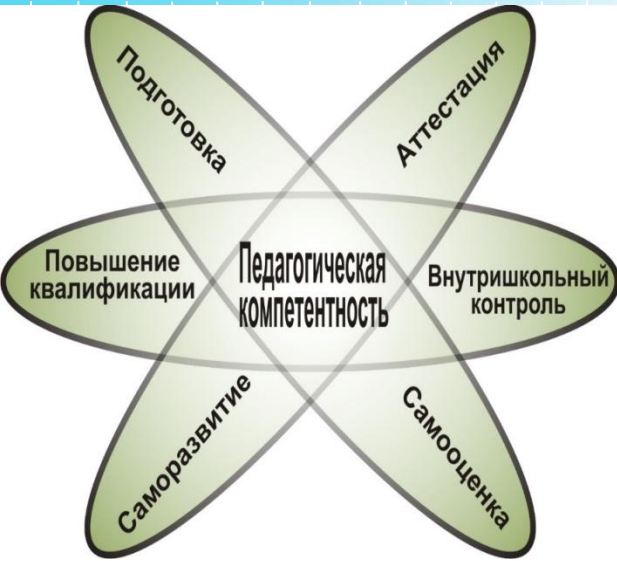 Подготовка
Аттестация
Повышение
квалификации
Педагогическая
компетентность
Внутришкольный
контроль
Саморазвитие
Самооценка